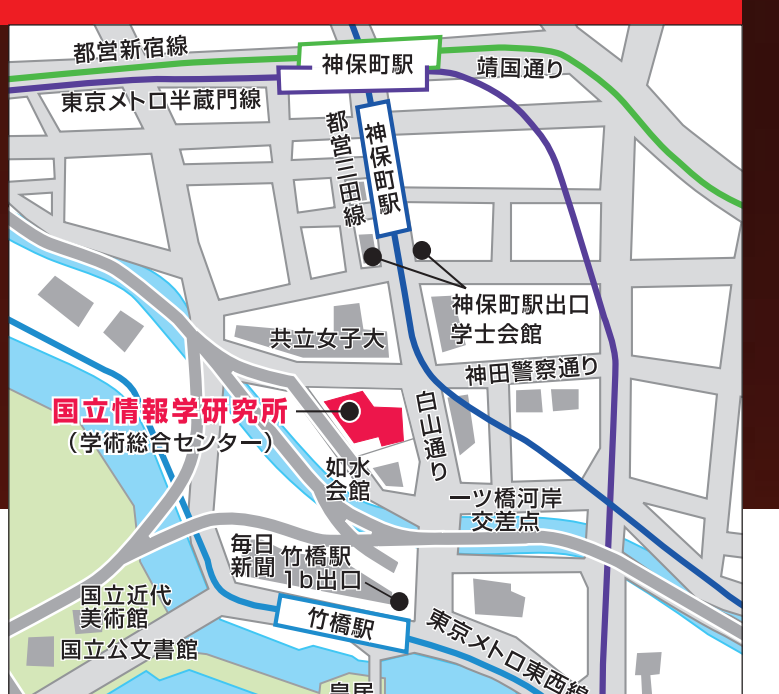 都営新宿線
神保町駅
靖国通り
東京メトロ半蔵門線
都営三田線
神保町駅
神保町駅出口
学士会館
共立女子大
神田警察通り
国立情報学研究所
(学術総合センター)
白山通り
如水
会館
一ツ橋河岸
交差点
毎日
新聞
竹橋駅
1b出口
国立近代
美術館
竹橋駅
東京メトロ東西線
国立公文書館
皇居